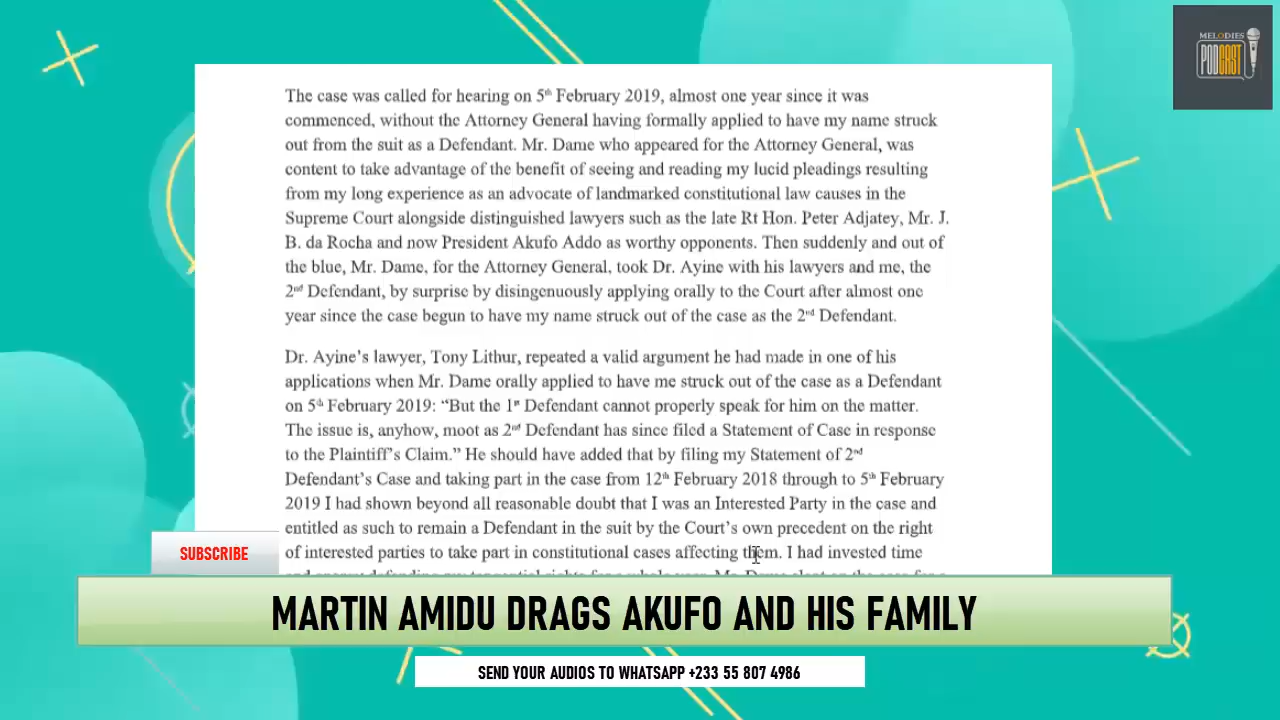 MELODIES
PODCAST
The case was called for hearing on 5th February 2019, almost one year since it was
commenced, without the Attorney General having formally applied to have my name struck
out from the suit as a Defendant. Mr. Dame who appeared for the Attorney General, was
content to take advantage of the benefit of seeing and reading my lucid pleadings resulting
from my long experience as an advocate of landmarked constitutional law causes in the
Supreme Court alongside distinguished lawyers such as the late Rt Hon. Peter Adjatey, Mr. J.
B. da Rocha and now President Akufo Addo as worthy opponents. Then suddenly and out of
the blue, Mr. Dame, for the Attorney General, took Dr. Ayine with his lawyers and me, the
2nd Defendant, by surprise by disingenuously applying orally to the Court after almost one
year since the case begun to have my name struck out of the case as the 2nd Defendant.
Dr. Ayine's lawyer, Tony Lithur, repeated a valid argument he had made in one of his
applications when Mr. Dame orally applied to have me struck out of the case as a Defendant
on 5th February 2019: “But the 1st Defendant cannot properly speak for him on the matter.
The issue is, anyhow, moot as 2nd Defendant has since filed a Statement of Case in response
to the Plaintiff's Claim.” He should have added that by filing my Statement of 2nd
Defendant's Case and taking part in the case from 12th February 2018 through to 5th February
2019 I had shown beyond all reasonable doubt that I was an Interested Party in the case and
entitled as such to remain a Defendant in the suit by the Court's own precedent on the right
of interested parties to take part in constitutional cases affecting them. I had invested time
SUBSCRIBE
MARTIN AMIDU DRAGS AKUFO AND HIS FAMILY
SEND YOUR AUDIOS TO WHATSAPP +233 55 807 4986